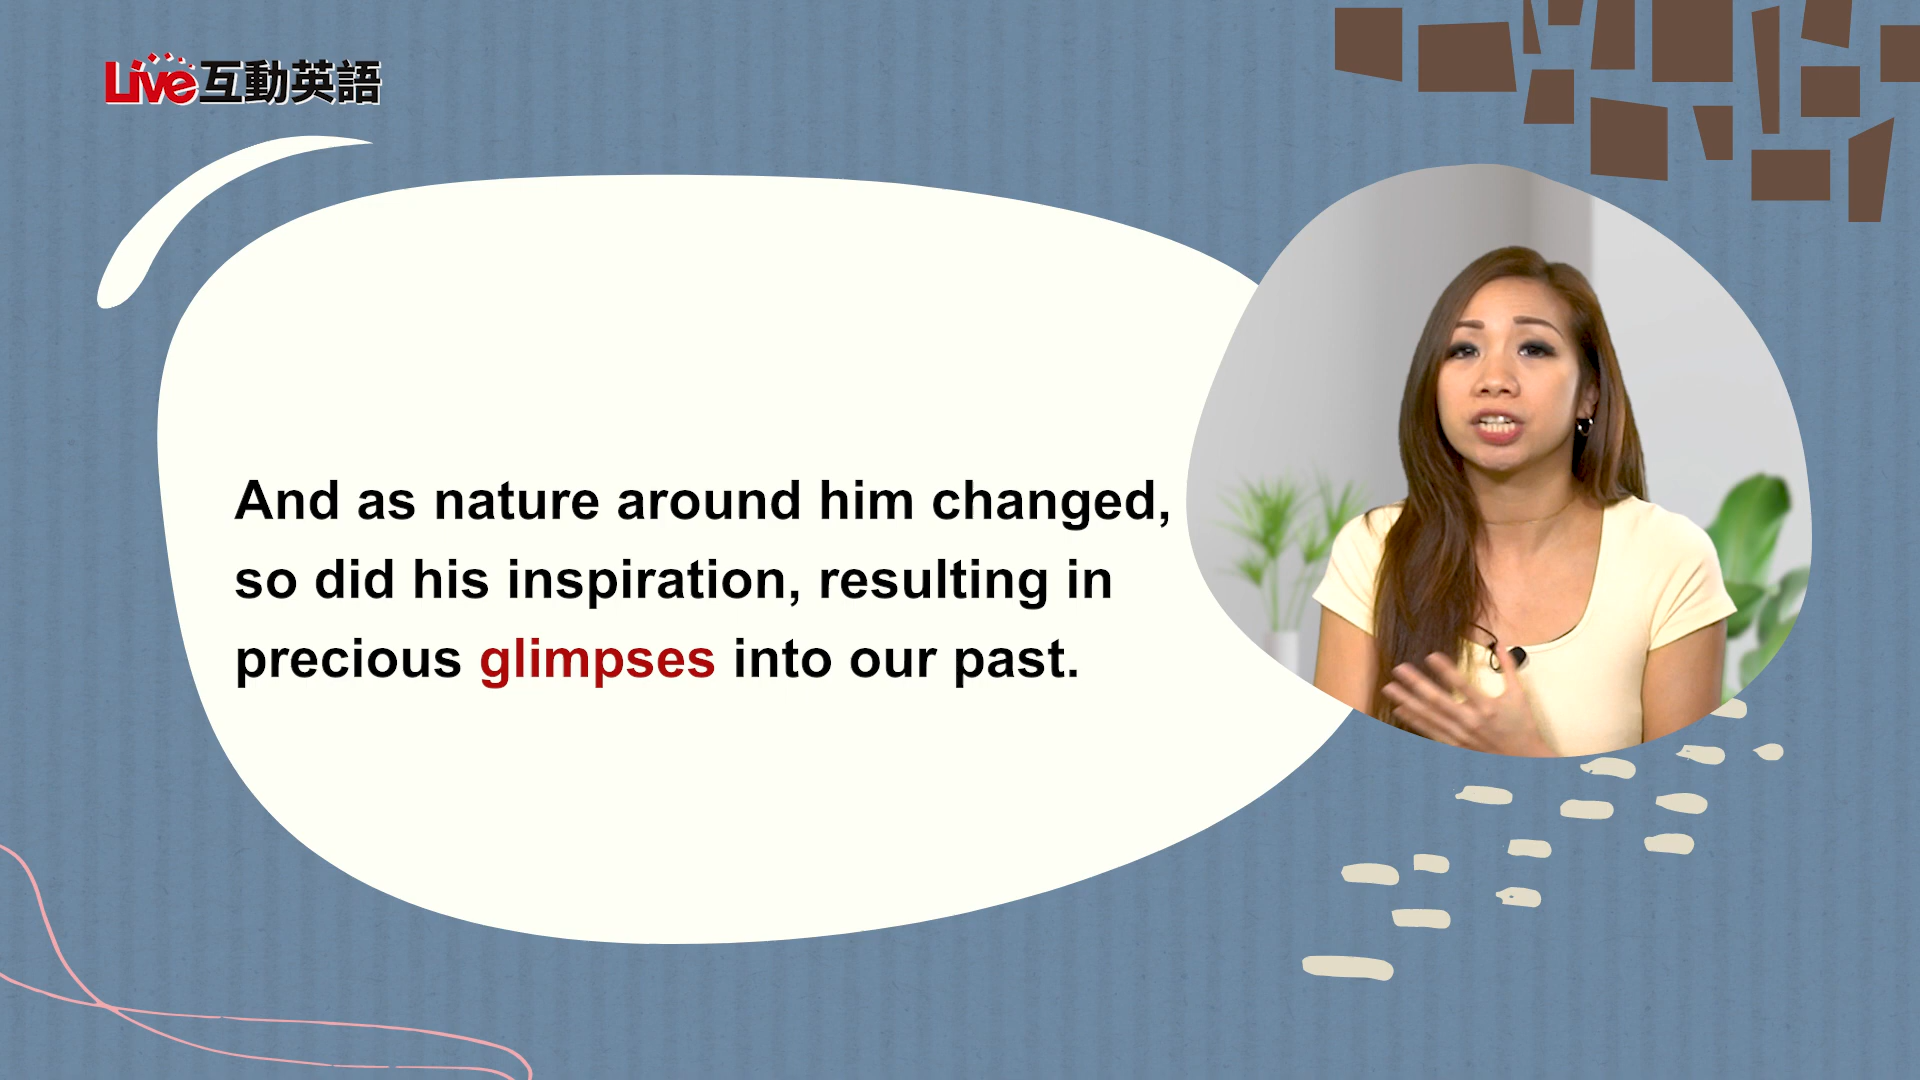 Live互動英語
And as nature around him changed,
so did his inspiration, resulting in
precious glimpses into our past.